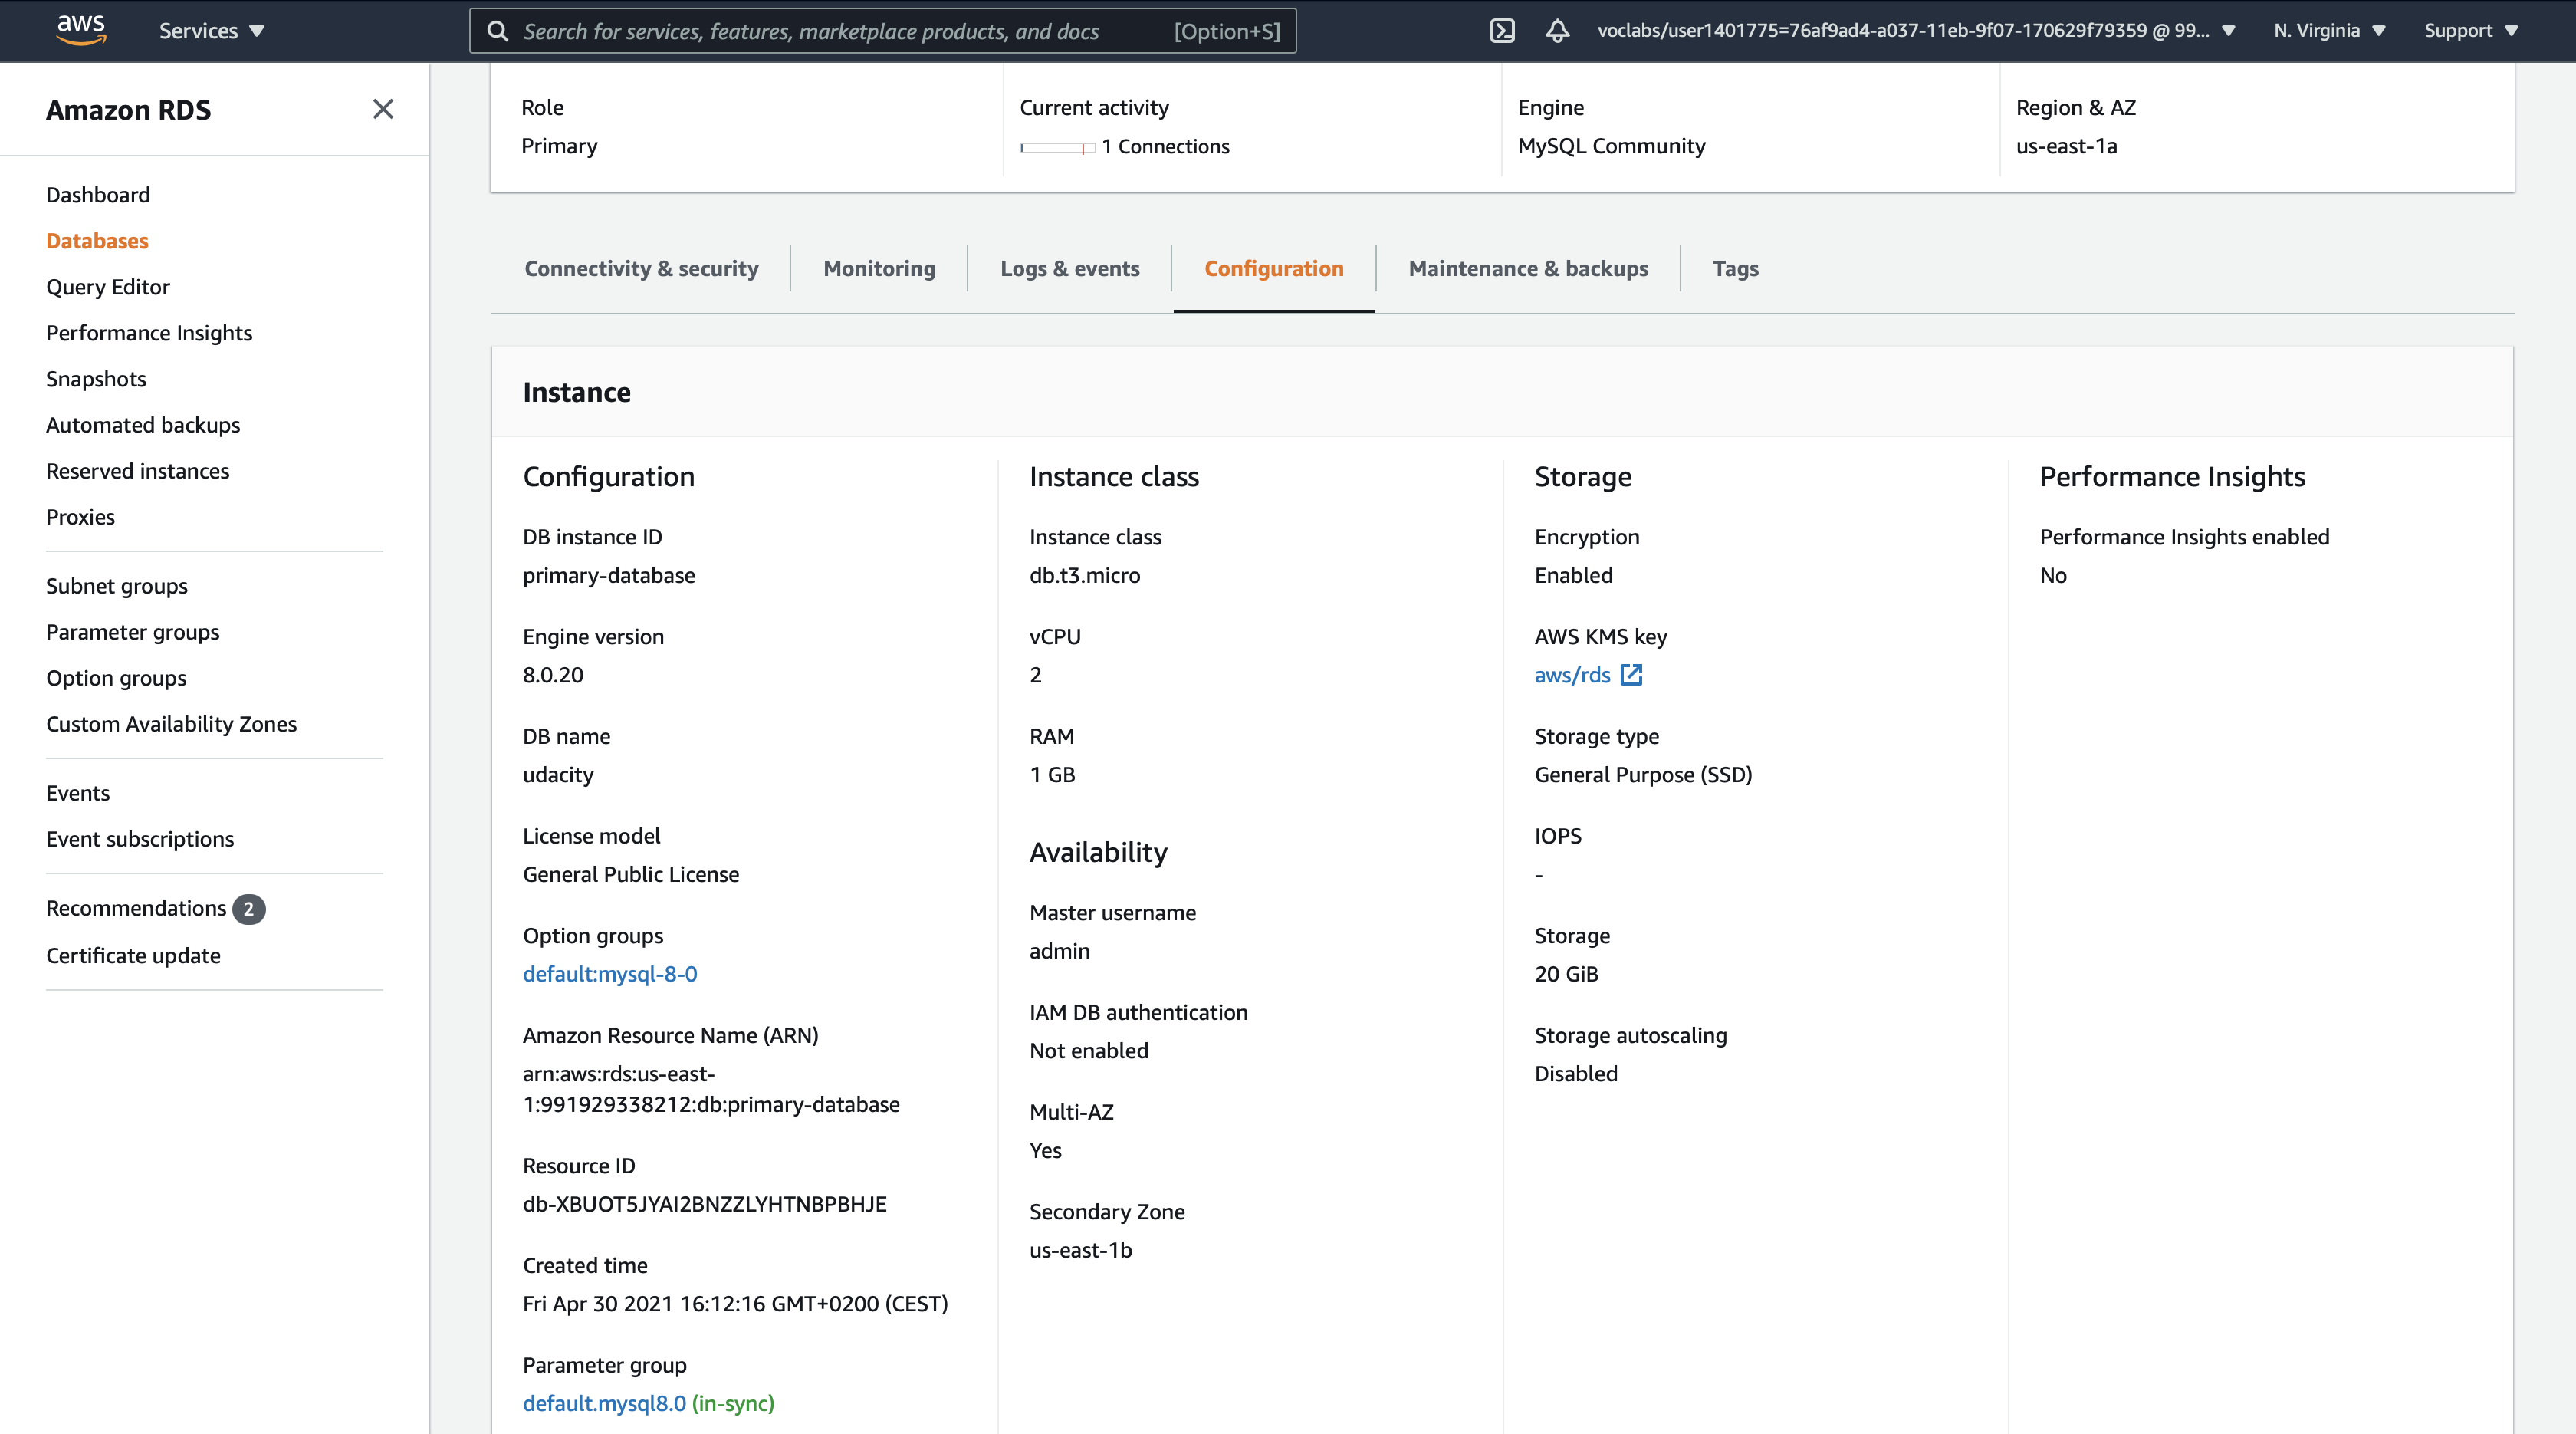 aws
Services
Search for services, features, marketplace products, and docs [Option+S]
voclabs/user1401775=76af9ad4-a037-11eb-9f07-170629f79359 @ 99...
N. Virginia
Support
Amazon RDS
Dashboard
Databases
Query Editor
Performance Insights
Snapshots
Automated backups
Reserved instances
Proxies
Subnet groups
Parameter groups
Option groups
Custom Availability Zones
Events
Event subscriptions
Recommendations 2
Certificate update
Role
Primary
Current activity
1 Connections
Engine
MySQL Community
Region & AZ
us-east-1a
Connectivity & security
Monitoring
Logs & events
Configuration
Maintenance & backups
Tags
Instance
Configuration
DB instance ID
primary-database
Engine version
8.0.20
DB name
udacity
License model
General Public License
Option groups
default:mysql-8-0
Amazon Resource Name (ARN)
arn:aws:rds:us-east-
1:991929338212:db:primary-database
Resource ID
db-XBUOT5JYAI2BNZZLYHTNBPBHJE
Created time
Fri Apr 30 2021 16:12:16 GMT+0200 (CEST)
Parameter group
default.mysql8.0 (in-sync)
Instance class
Instance class
db.t3.micro
vCPU
2
RAM
1 GB
Availability
Master username
admin
IAM DB authentication
Not enabled
Multi-AZ
Yes
Secondary Zone
us-east-1b
Storage
Encryption
Enabled
AWS KMS key
aws/rds
Storage type
General Purpose (SSD)
IOPS
-
Storage
20 GiB
Storage autoscaling
Disabled
Performance Insights
Performance Insights enabled
No